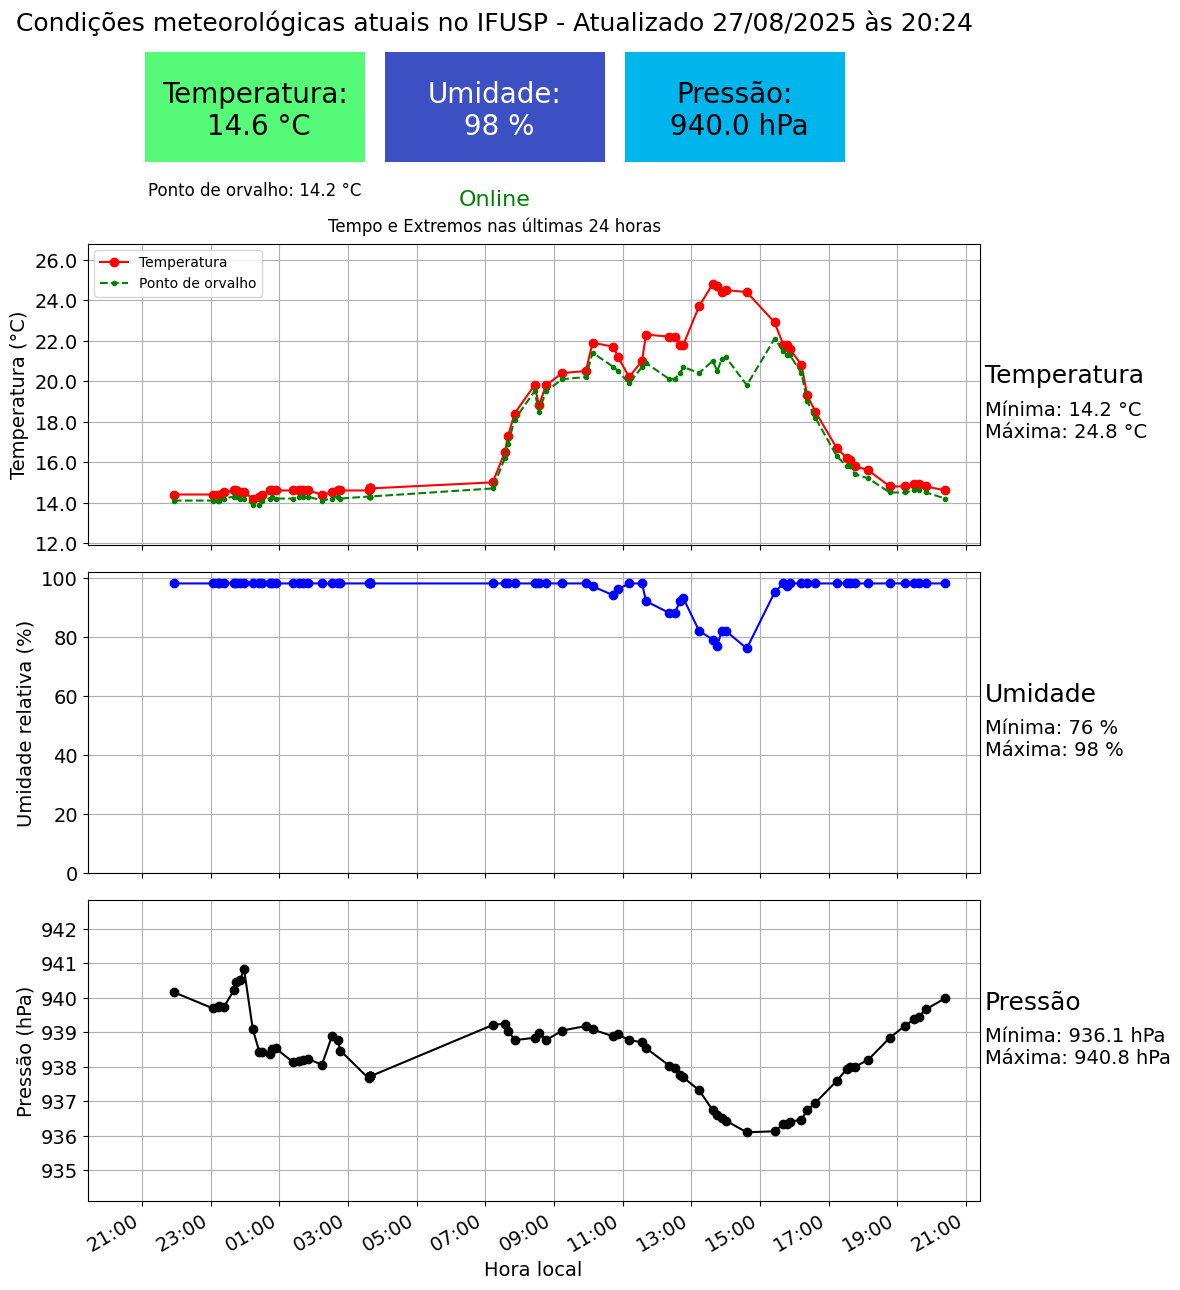 Condições meteorológicas atuais no IFUSP - Atualizado 27/08/2025 às 20:24
Temperatura:
14.6 °C
Umidade:
98 %
Pressão:
940.0 hPa
Ponto de orvalho: 14.2 °C
Online
Tempo e Extremos nas últimas 24 horas
Temperatura
Ponto de orvalho
Temperatura (°C)
26.0
24.0
22.0
20.0
18.0
16.0
14.0
12.0
Temperatura
Mínima: 14.2 °C
Máxima: 24.8 °C
Umidade relativa (%)
100
80
60
40
20
0
Umidade
Mínima: 76 %
Máxima: 98 %
Pressão (hPa)
942
941
940
939
938
937
936
935
Pressão
Mínima: 936.1 hPa
Máxima: 940.8 hPa
21:00 23:00 01:00 03:00 05:00 07:00 09:00 11:00 13:00 15:00 17:00 19:00 21:00
Hora local